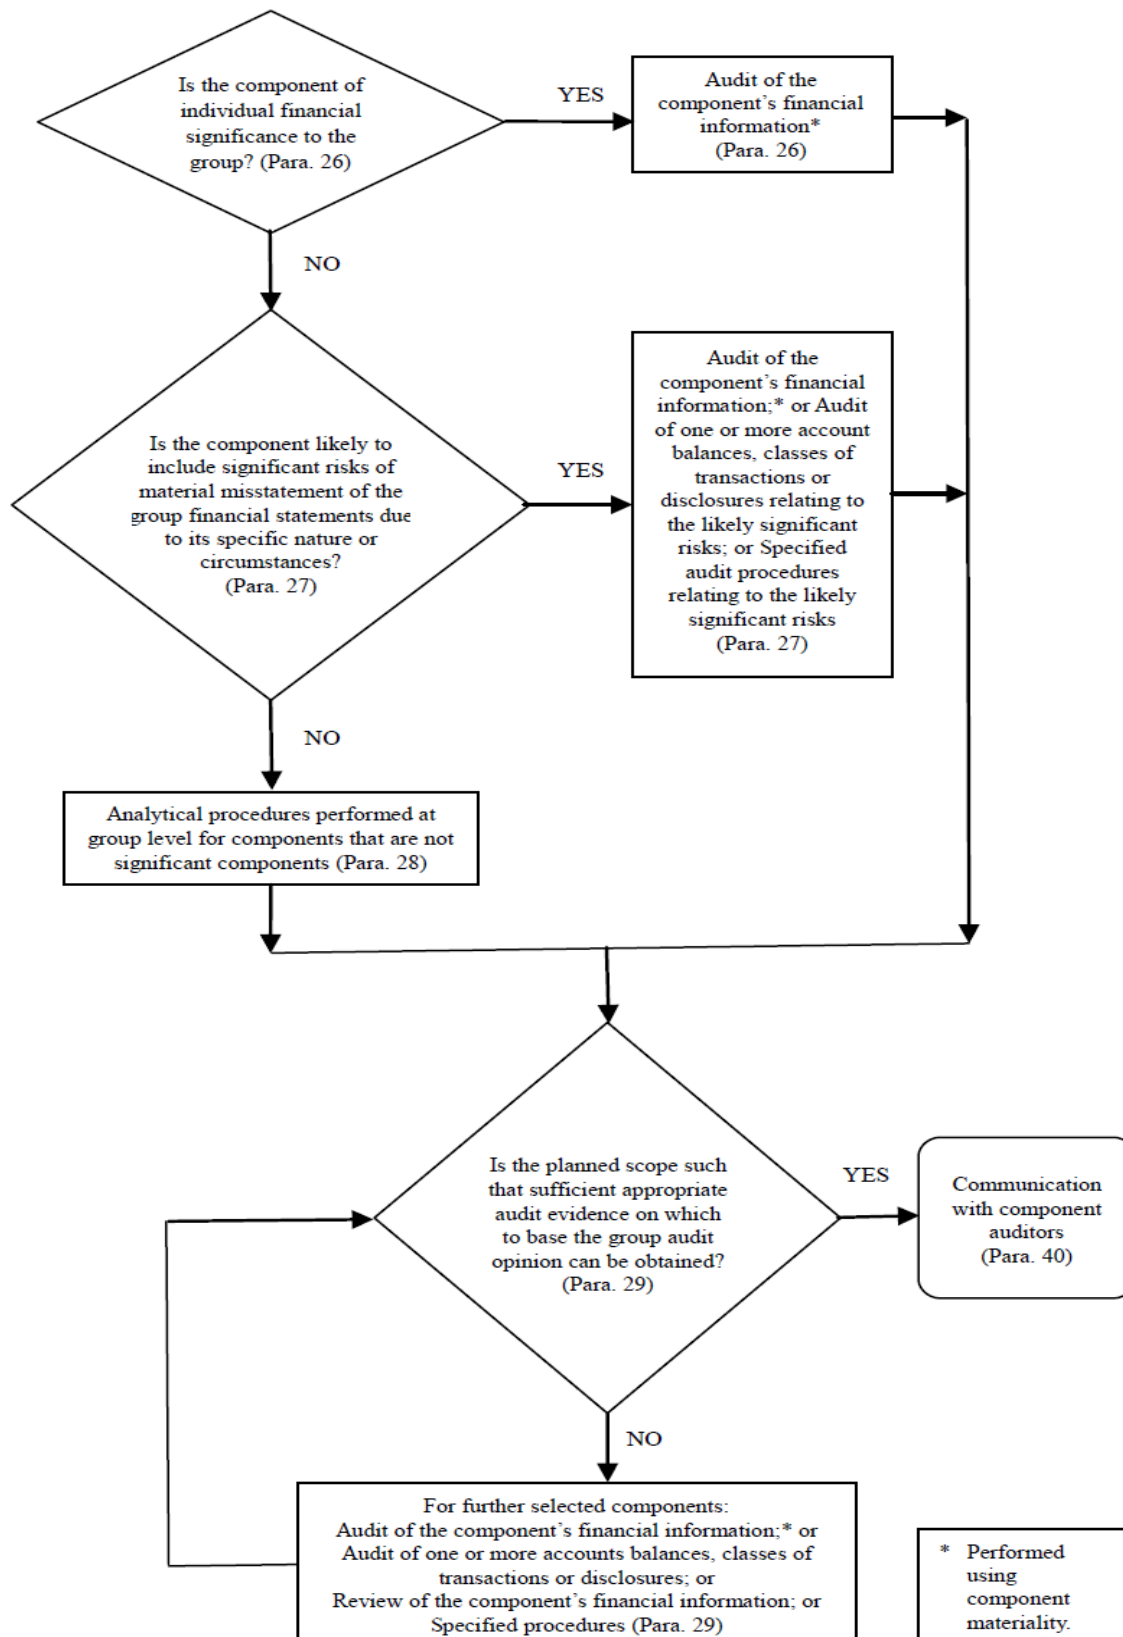 Is the component of
individual financial
significance to the
group? (Para. 26)
YES
Audit of the
component’s financial
information*
(Para. 26)
NO
Is the component likely to
include significant risks of
material misstatement of the
group financial statements due
to its specific nature or
circumstances?
(Para. 27)
YES
Audit of the
component’s financial
information;* or Audit
of one or more account
balances, classes of
transactions or
disclosures relating to
the likely significant
risks; or Specified
audit procedures
relating to the likely
significant risks
(Para. 27)
NO
Analytical procedures performed at
group level for components that are not
significant components (Para. 28)
Is the planned scope such
that sufficient appropriate
audit evidence on which
to base the group audit
opinion can be obtained?
(Para. 29)
YES
Communication
with component
auditors
(Para. 40)
NO
For further selected components:
Audit of the component’s financial information;* or
Audit of one or more accounts balances, classes of
transactions or disclosures; or
Review of the component’s financial information; or
Specified procedures (Para. 29)
* Performed
using
component
materiality.